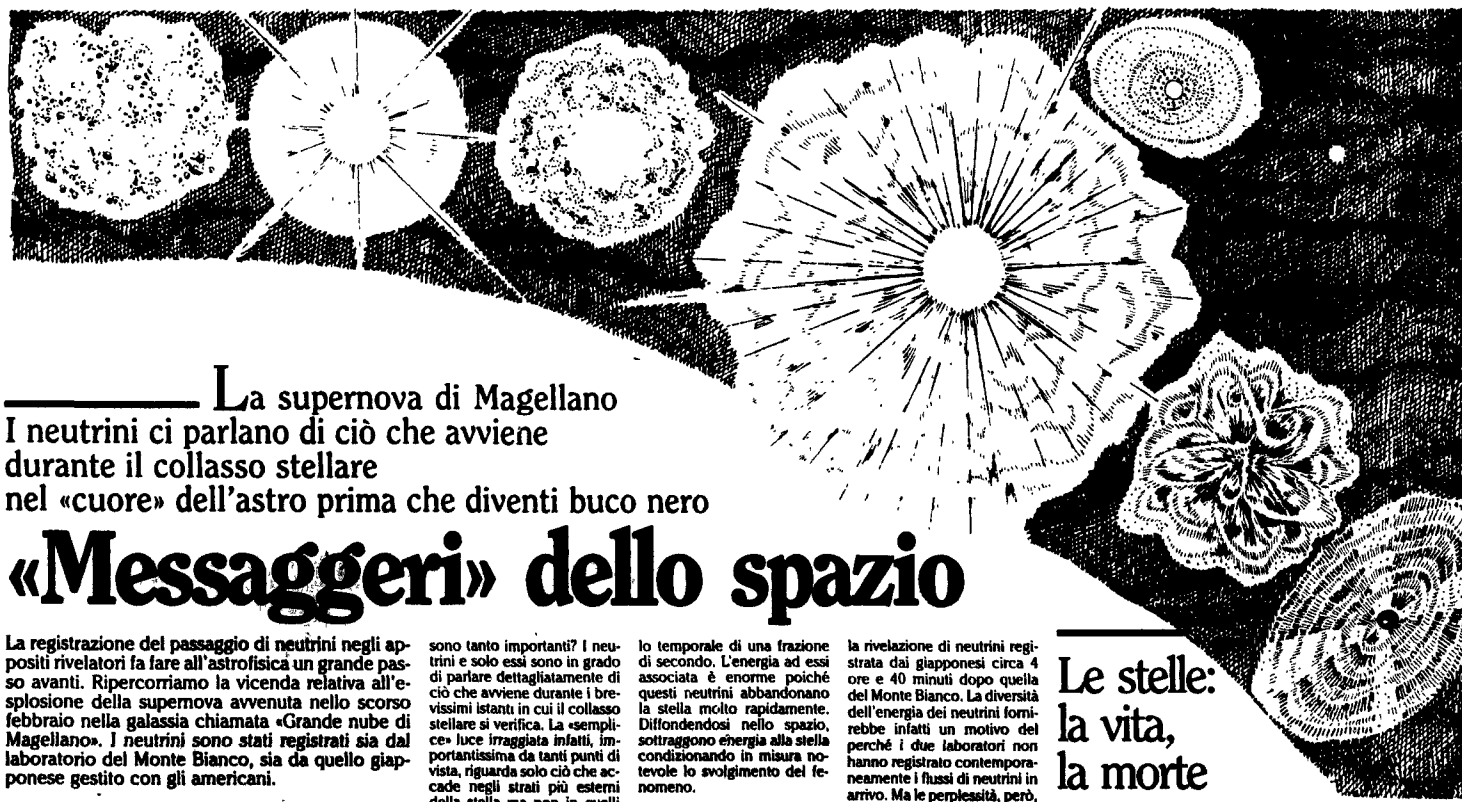 La supernova di Magellano
I neutrini ci parlano di ciò che avviene
durante il collasso stellare
nel «cuore» dell'astro prima che diventi buco nero
«Messaggeri» dello spazio
La registrazione del passaggio di neutrini negli ap-
positi rivelatori fa fare all'astrofisica un grande pas-
so avanti. Ripercorriamo la vicenda relativa all'e-
splosione della supernova avvenuta nello scorso
febbraio nella galassia chiamata «Grande nube di
Magellano». I neutrini sono stati registrati sia dal
laboratorio del Monte Bianco, sia da quello giap-
ponese gestito con gli americani.
sono tanto importanti? I neu-
trini e solo essi sono in grado
di parlare dettagliatamente di
ciò che avviene durante i bre-
vissimi istanti in cui il collasso
stellare si verifica. La «sempli-
ce» luce irraggiata infatti, im-
portantissima da tanti punti di
vista, riguarda solo ciò che ac-
cade negli strati più esterni
della stella ma non in quelli
lo temporale di una frazione
di secondo. L'energia ad essi
associata è enorme poiché
questi neutrini abbandonano
la stella molto rapidamente.
Diffondendosi nello spazio,
sottraggono energia alla stella
condizionando in misura no-
tevole lo svolgimento del fe-
nomeno.
la rivelazione di neutrini regi-
strata dai giapponesi circa 4
ore e 40 minuti dopo quella
del Monte Bianco. La diversità
dell'energia dei neutrini forni-
rebbe infatti un motivo del
perché i due laboratori non
hanno registrato contempora-
neamente i flussi di neutrini in
arrivo. Ma le perplessità, però,
Le stelle:
la vita,
la morte